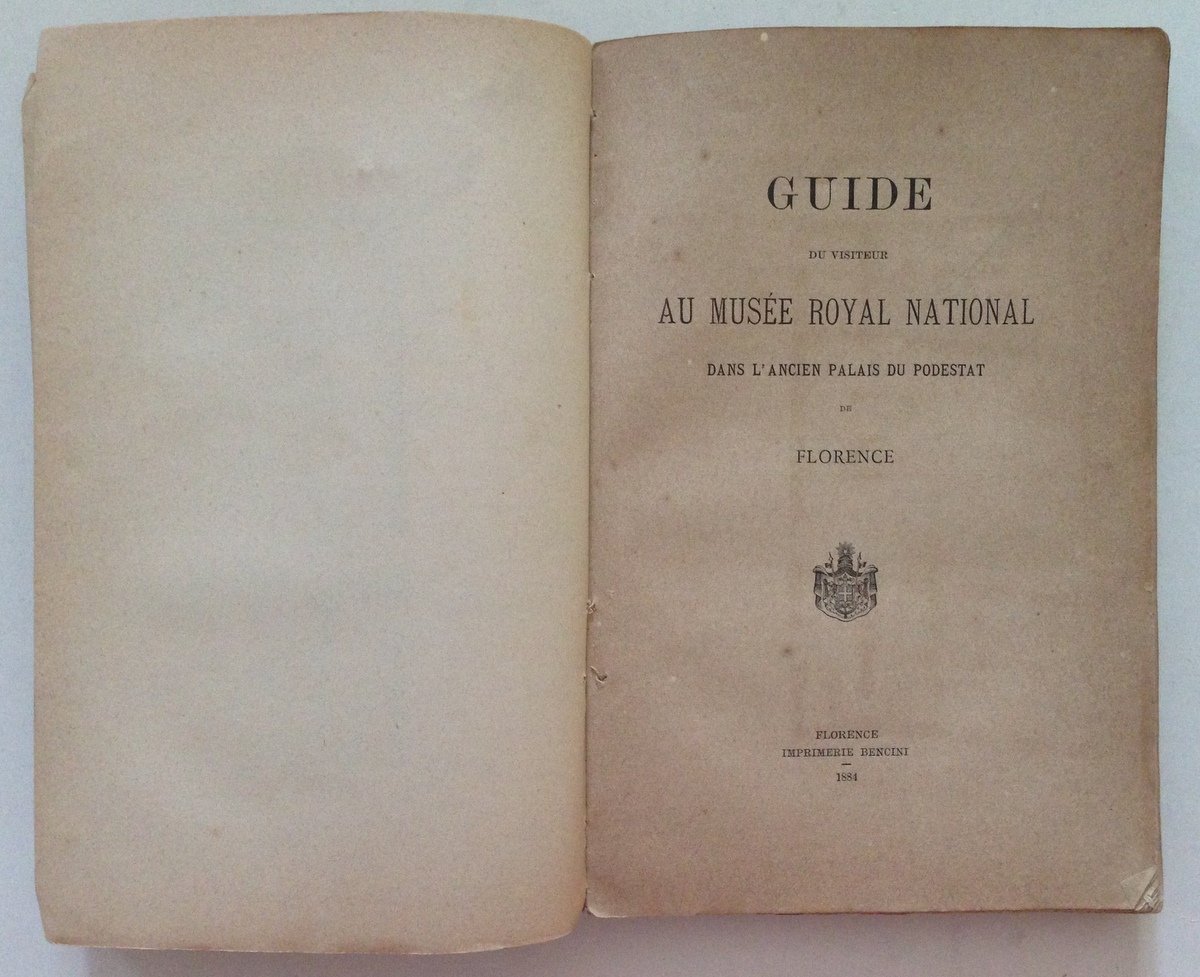 GUIDE
DU VISITEUR
AU MUSÉE ROYAL NATIONAL
DANS L'ANCIEN PALAIS DU PODESTAT
DE
FLORENCE
FLORENCE
IMPRIMERIE BENCINI
1884